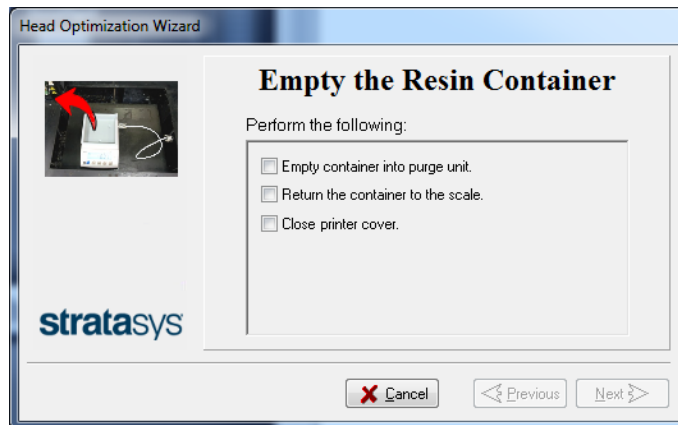 Head Optimization Wizard
Empty the Resin Container
Perform the following:
Empty container into purge unit.
Return the container to the scale.
Close printer cover.
stratasys
Cancel
Previous
Next